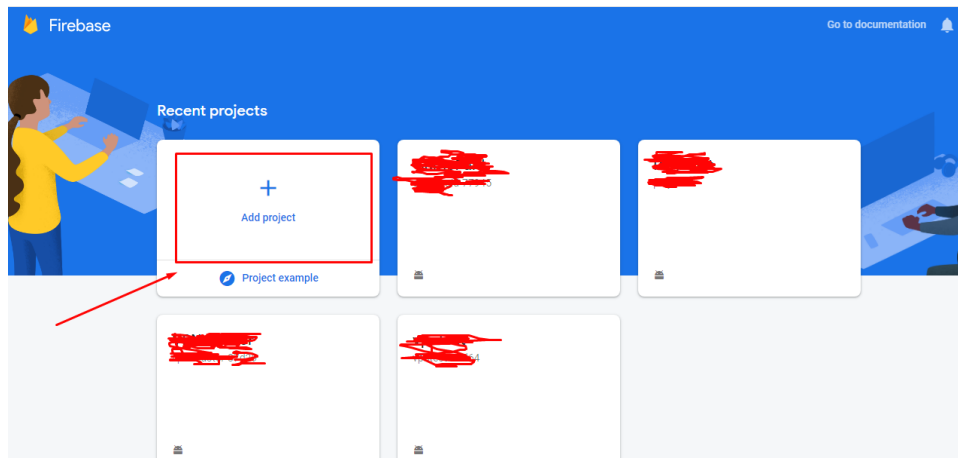 Firebase
Go to documentation
Recent projects
Add project
Project example